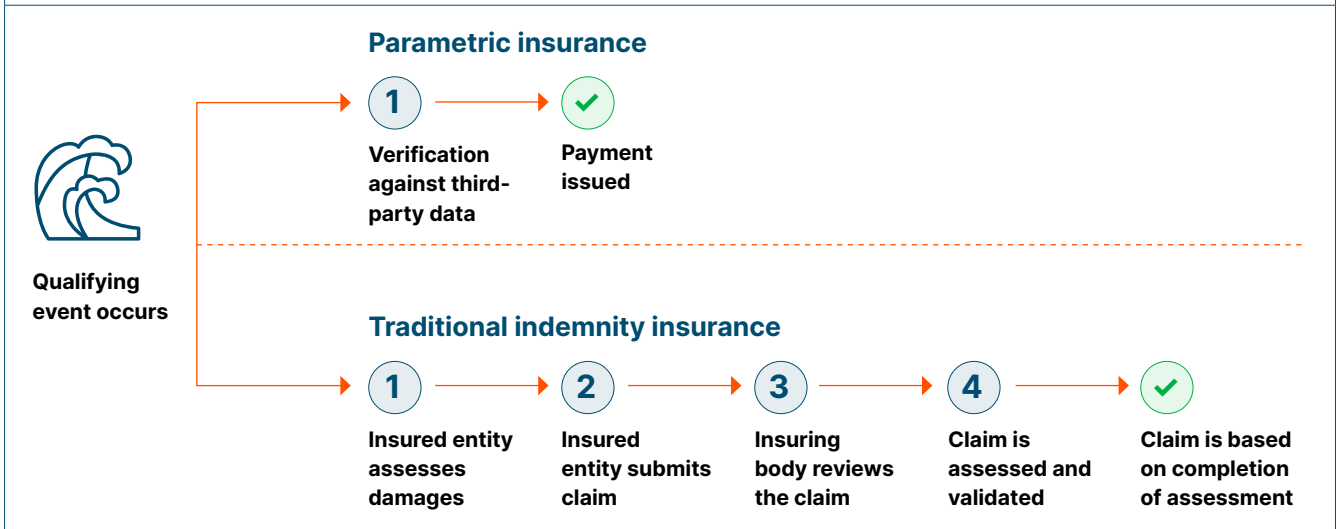 Parametric insurance
1
Verification
against third-
party data
Payment
issued
Qualifying
event occurs
Traditional indemnity insurance
1
Insured entity
assesses
damages
2
Insured
entity submits
claim
3
Insuring
body reviews
the claim
4
Claim is
assessed and
validated
Claim is based
on completion
of assessment